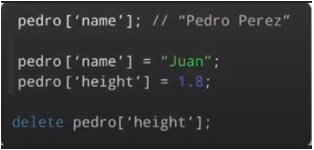 pedro[‘name’]; // “Pedro Perez”
pedro[‘name’] = “Juan”;
pedro[‘height’] = 1.8;
delete pedro[‘height’];